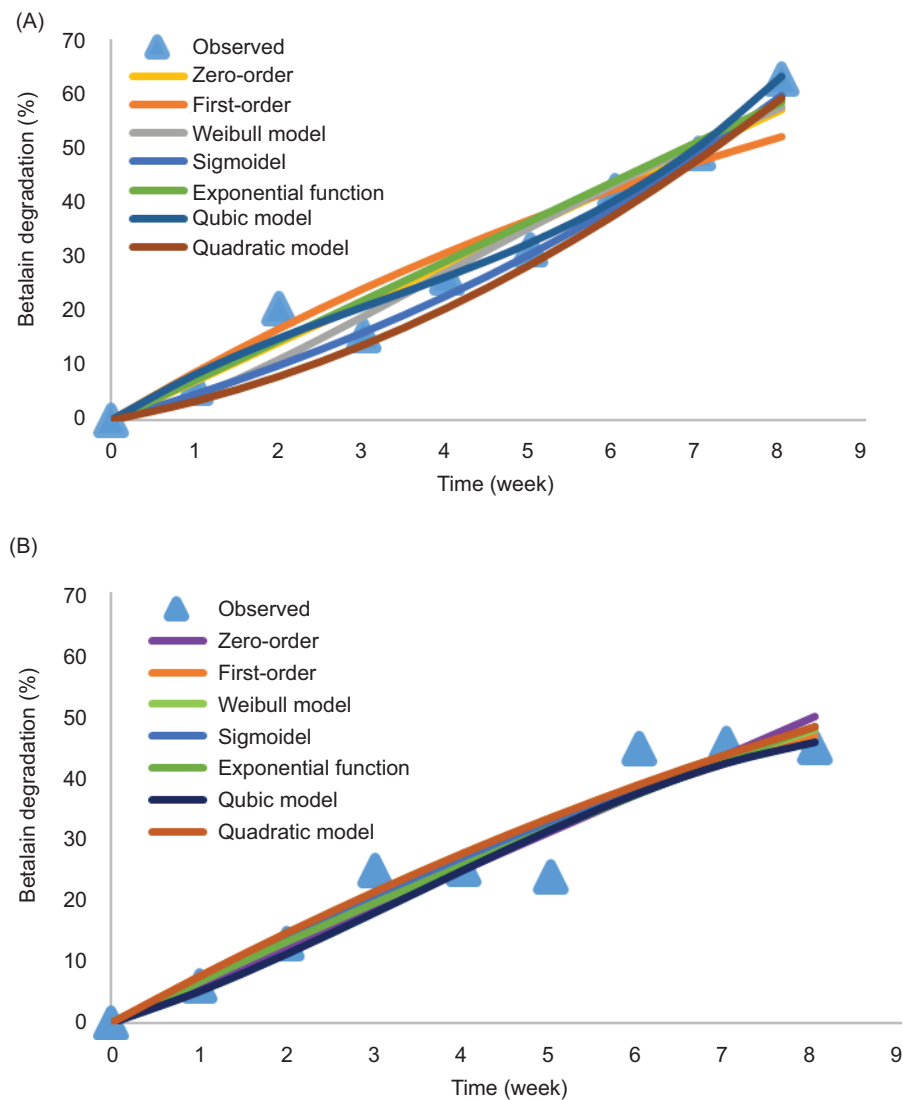 (A)
70
60
50
40
30
20
10
0
Betalain degradation (%)
Observed
Zero-order
First-order
Weibull model
Sigmoidel
Exponential function
Qubic model
Quadratic model
0 1 2 3 4 5 6 7 8 9
Time (week)
(B)
70
60
50
40
30
20
10
0
Betalain degradation (%)
Observed
Zero-order
First-order
Weibull model
Sigmoidel
Exponential function
Qubic model
Quadratic model
0 1 2 3 4 5 6 7 8 9
Time (week)